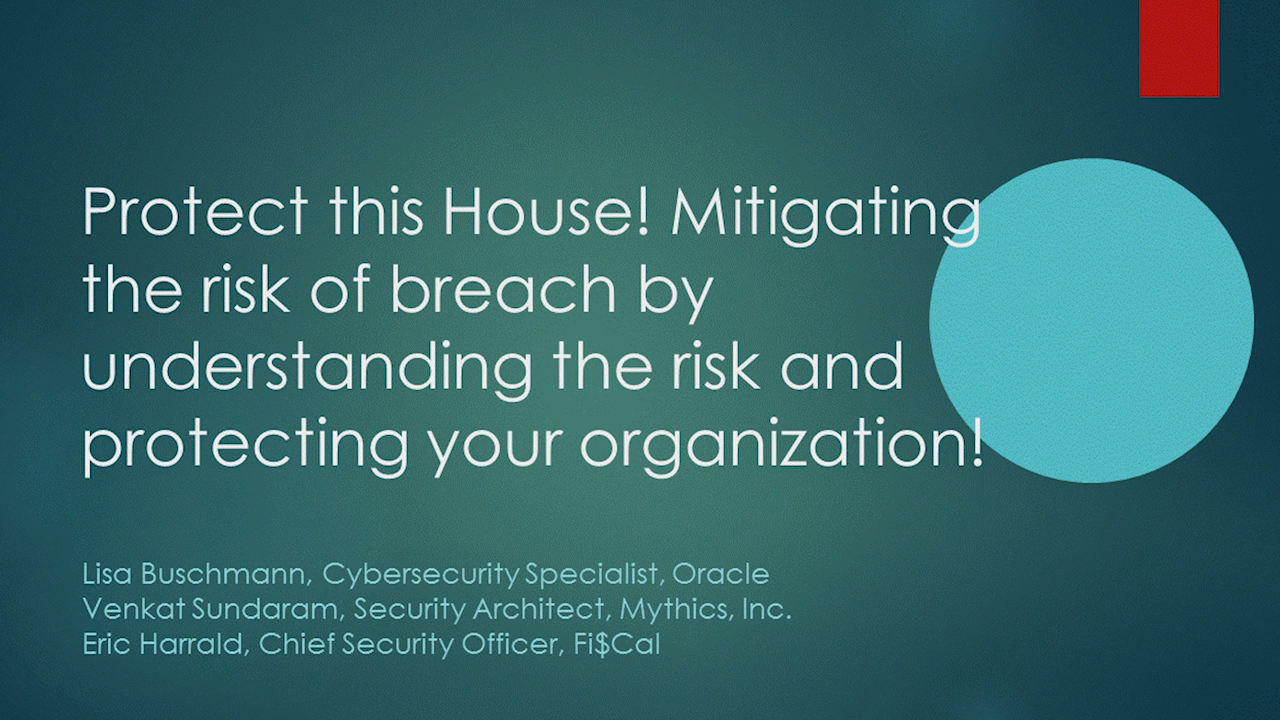 Protect this House! Mitigating
the risk of breach by
understanding the risk and
protecting your organization!
Lisa Buschmann, Cybersecurity Specialist, Oracle
Venkat Sundaram, Security Architect, Mythics, Inc.
Eric Harrald, Chief Security Officer, Fi$Cal